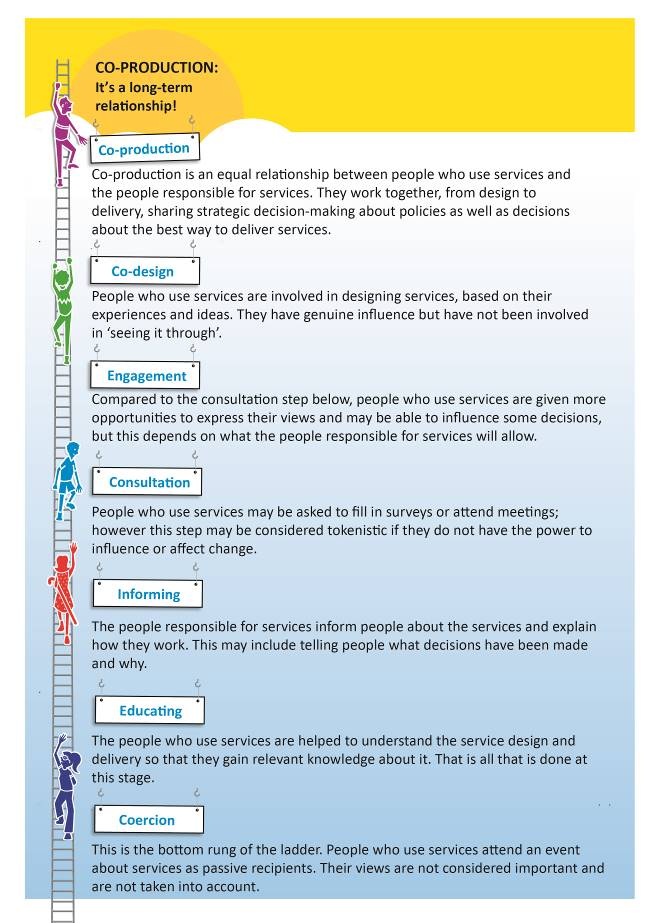 CO-PRODUCTION:
It's a long-term
relationship!
Co-production
Co-production is an equal relationship between people who use services and
the people responsible for services. They work together, from design to
delivery, sharing strategic decision-making about policies as well as decisions
about the best way to deliver services.
Co-design
People who use services are involved in designing services, based on their
experiences and ideas. They have genuine influence but have not been involved
in ‘seeing it through’.
Engagement
Compared to the consultation step below, people who use services are given more
opportunities to express their views and may be able to influence some decisions,
but this depends on what the people responsible for services will allow.
Consultation
People who use services may be asked to fill in surveys or attend meetings;
however this step may be considered tokenistic if they do not have the power to
influence or affect change.
Informing
The people responsible for services inform people about the services and explain
how they work. This may include telling people what decisions have been made
and why.
Educating
The people who use services are helped to understand the service design and
delivery so that they gain relevant knowledge about it. That is all that is done at
this stage.
Coercion
This is the bottom rung of the ladder. People who use services attend an event
about services as passive recipients. Their views are not considered important and
are not taken into account.